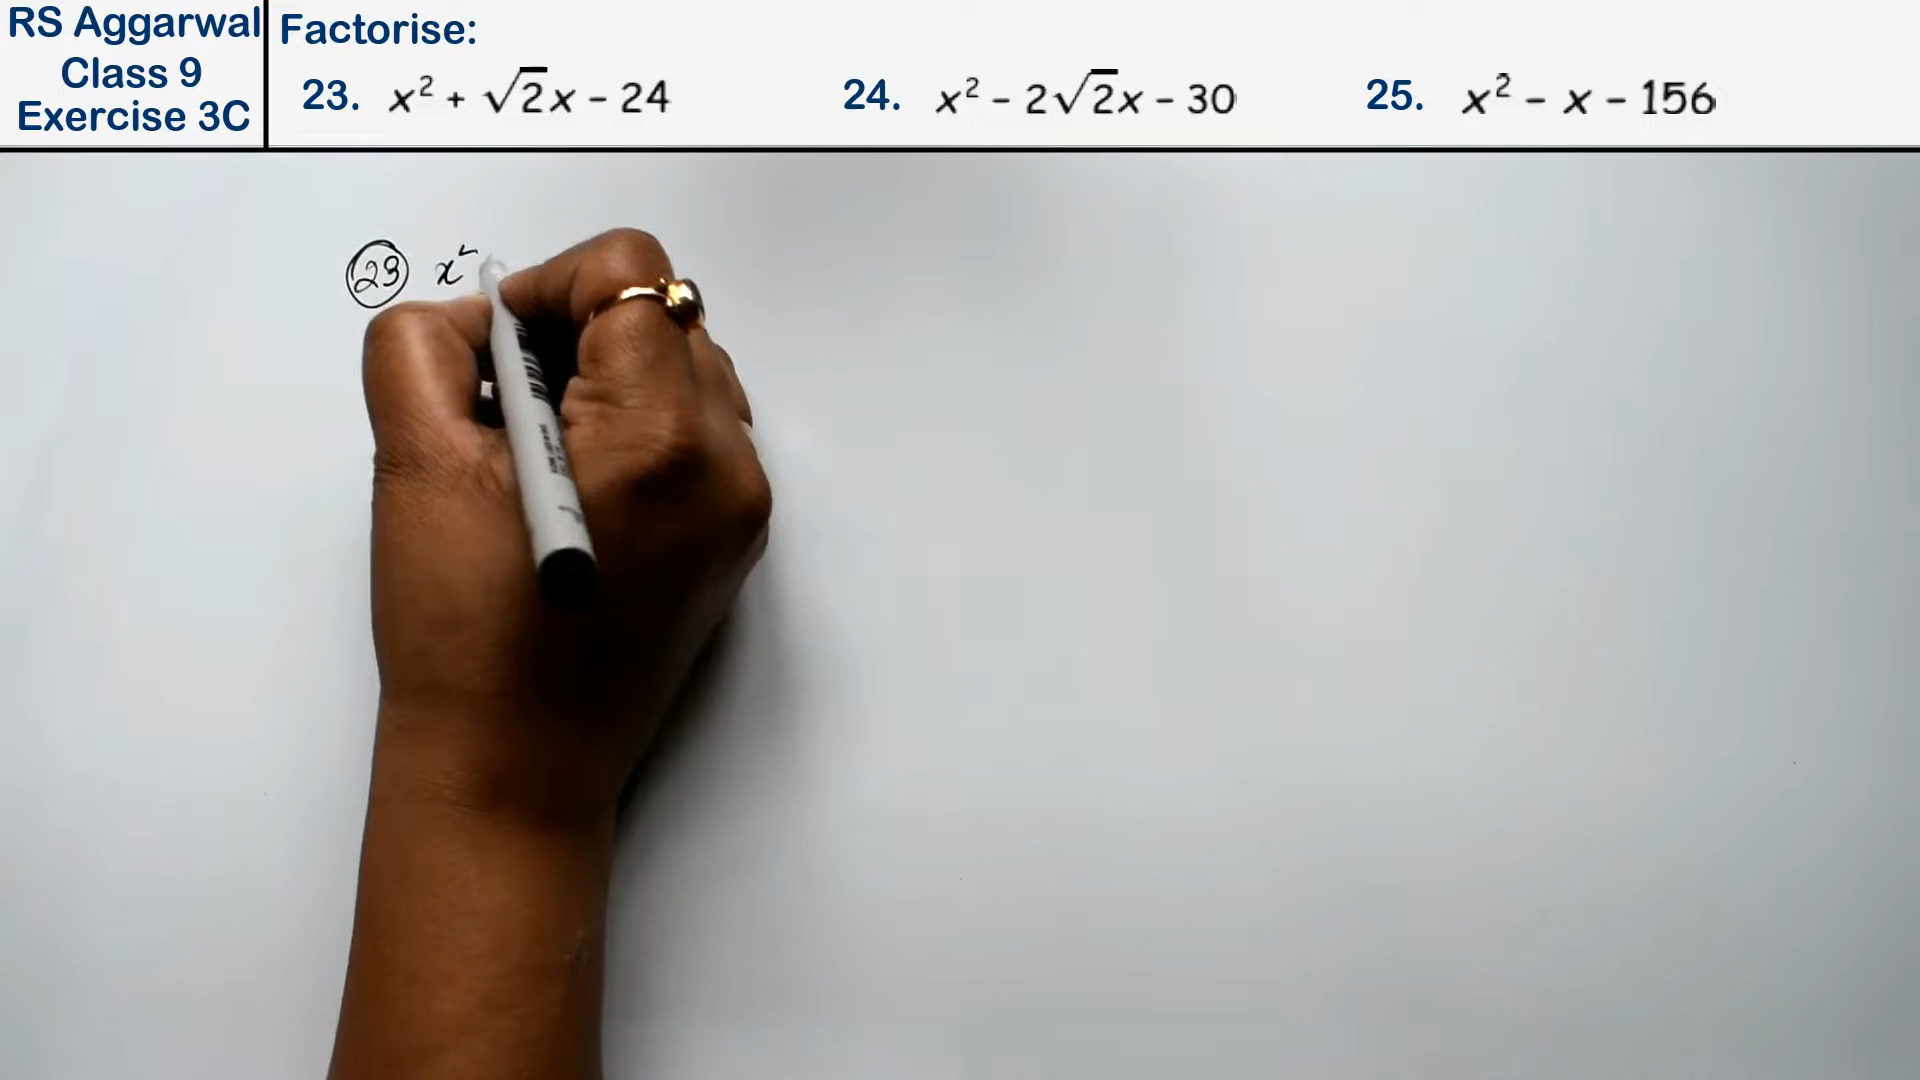 RS Aggarwal
Class 9
Exercise 3C
Factorise:
23. x² + √2x - 24
24. x² - 2√2x - 30
25. x² - x - 156
23 x²